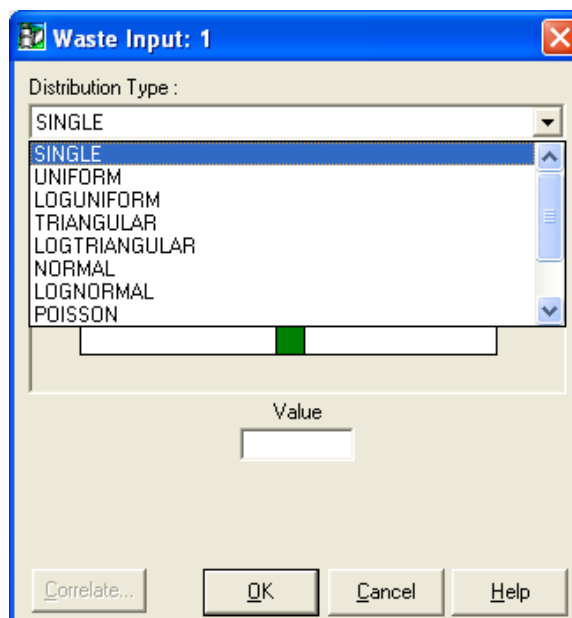 Waste Input: 1
Distribution Type :
SINGLE
SINGLE
UNIFORM
LOGUNIFORM
TRIANGULAR
LOGTRIANGULAR
NORMAL
LOGNORMAL
POISSON
Value
Correlate...
OK
Cancel
Help